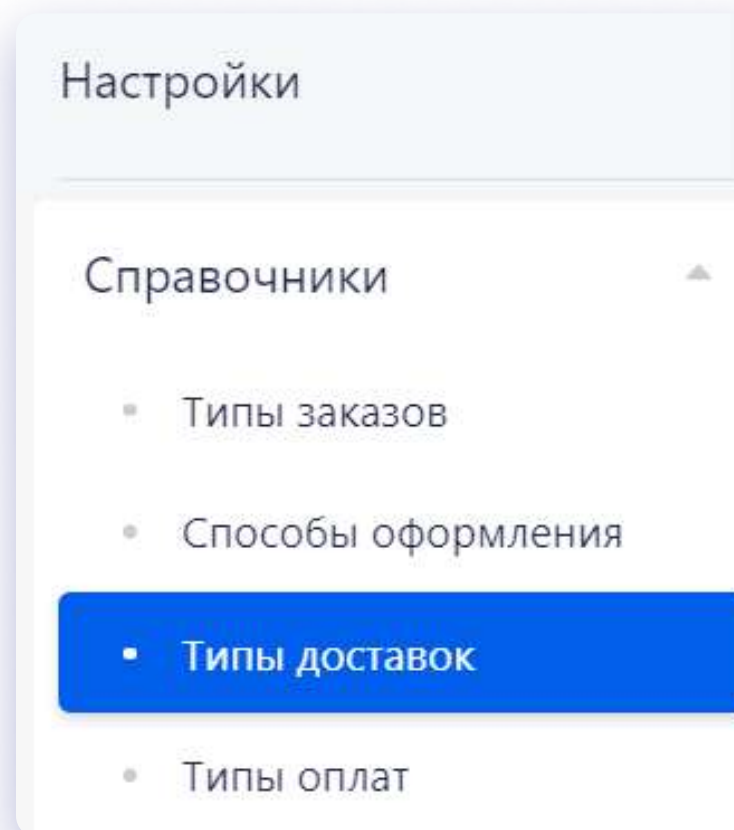 Настройки
Справочники
Типы заказов
Способы оформления
Типы доставок
Типы оплат